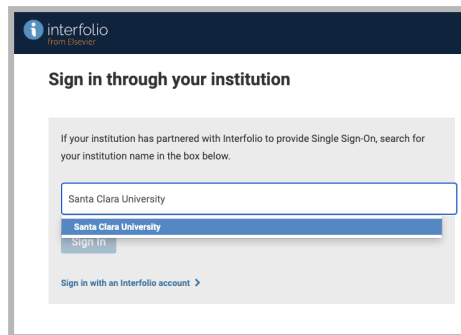 interfolio
from Elsevier
Sign in through your institution
If your institution has partnered with Interfolio to provide Single Sign-On, search for
your institution name in the box below.
Santa Clara University
Santa Clara University
Sign In
Sign in with an Interfolio account